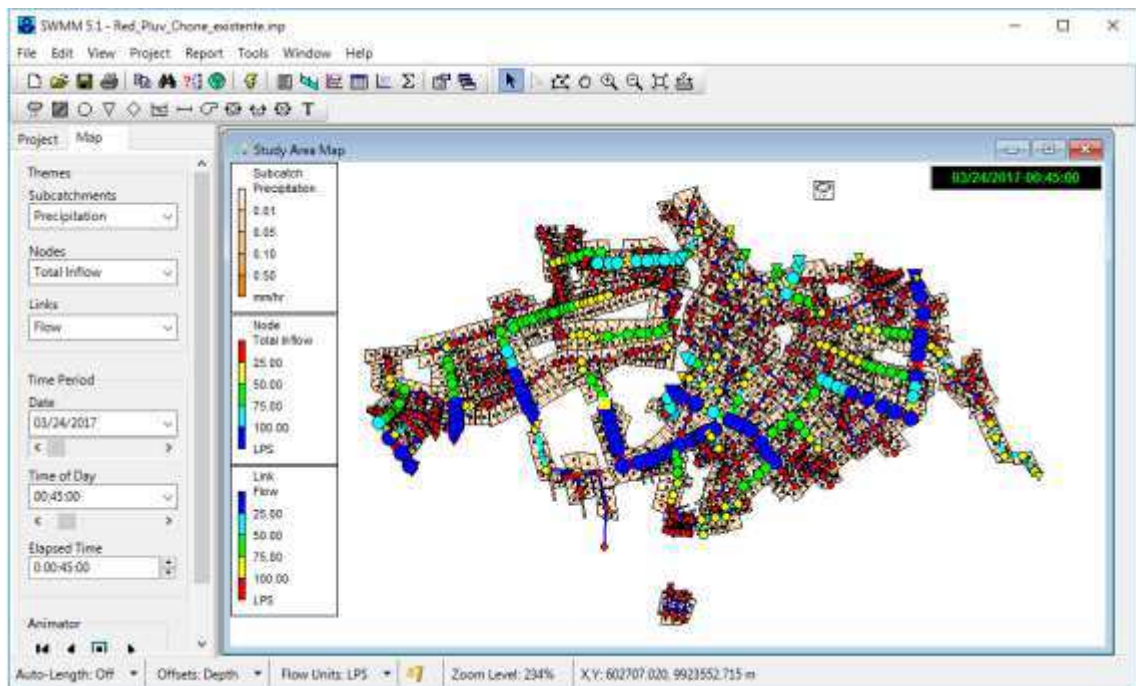 SWMM 5.1 - Red_Pluv_Chone_existente.inp
File Edit View Project Report Tools Window Help
Project Map
Themes
Subcatchments
Precipitation
Nodes
Total Inflow
Links
Flow
Time Period
Date
03/24/2017
Time of Day
00:45:00
Elapsed Time
0.00:45:00
Animator
Study Area Map
03/24/2017 00:45:00
Subcatch
Precipitation
0.01
0.05
0.10
0.50
mm/hr
Node
Total Inflow
25.00
50.00
75.00
100.00
LPS
Link
Flow
25.00
50.00
75.00
100.00
LPS
Auto-Length: Off Offsets: Depth Flow Units: LPS Zoom Level: 234% X,Y: 602707.020, 9923552.715 m